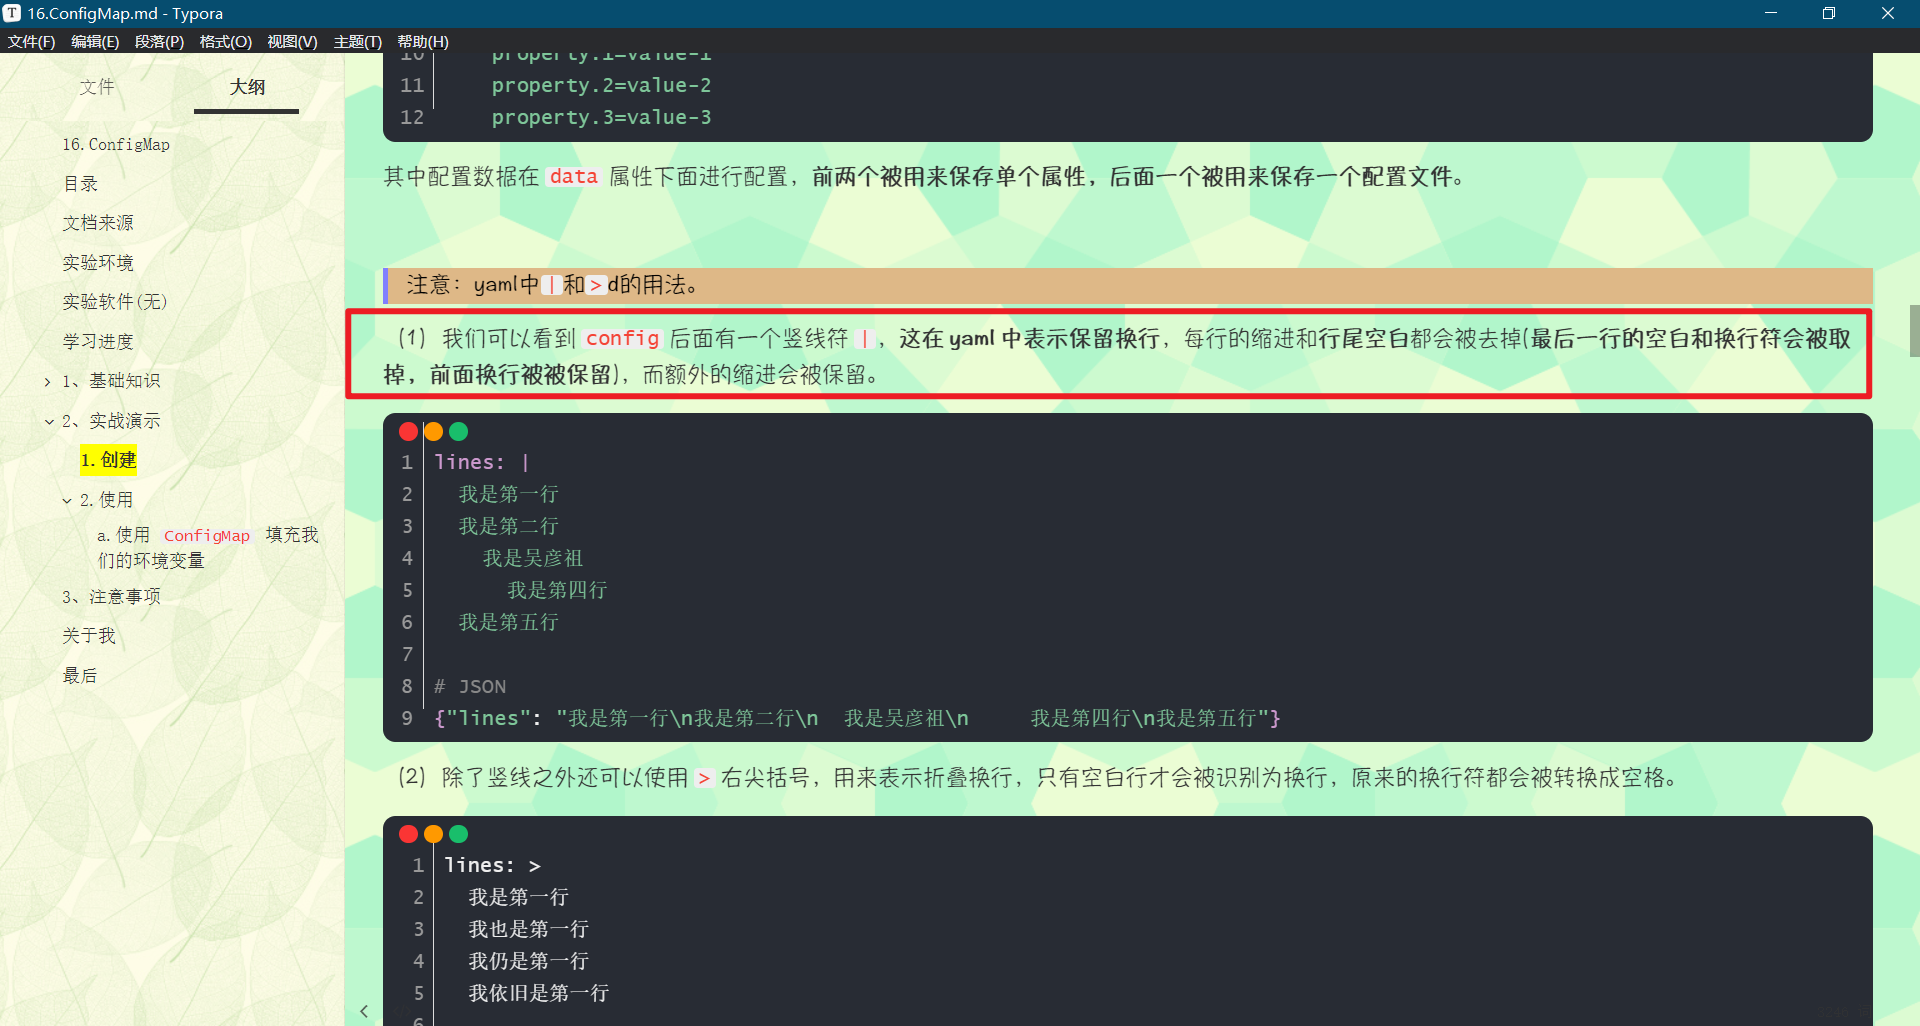 16.ConfigMap.md - Typora
文件(F) 编辑(E) 段落(P) 格式(O) 视图(V) 主题(T) 帮助(H)
文件 大纲
16.ConfigMap
目录
文档来源
实验环境
实验软件(无)
学习进度
1、基础知识
2、实战演示
1. 创建
2. 使用
a. 使用 ConfigMap 填充我
们的环境变量
3、注意事项
关于我
最后
10 property.1=value-1
11 property.2=value-2
12 property.3=value-3
其中配置数据在 data 属性下面进行配置，前两个被用来保存单个属性，后面一个被用来保存一个配置文件。
注意：yaml中|和>d的用法。
（1）我们可以看到 config 后面有一个竖线符 |，这在 yaml 中表示保留换行，每行的缩进和行尾空白都会被去掉(最后一行的空白和换行符会被取
掉，前面换行被被保留)，而额外的缩进会被保留。
1 lines: |
2 我是第一行
3 我是第二行
4 我是吴彦祖
5 我是第四行
6 我是第五行
7
8 # JSON
9 {"lines": "我是第一行\n我是第二行\n  我是吴彦祖\n     我是第四行\n我是第五行"}
（2）除了竖线之外还可以使用 > 右尖括号，用来表示折叠换行，只有空白行才会被识别为换行，原来的换行符都会被转换成空格。
1 lines: >
2 我是第一行
3 我也是第一行
4 我仍是第一行
5 我依旧是第一行
6